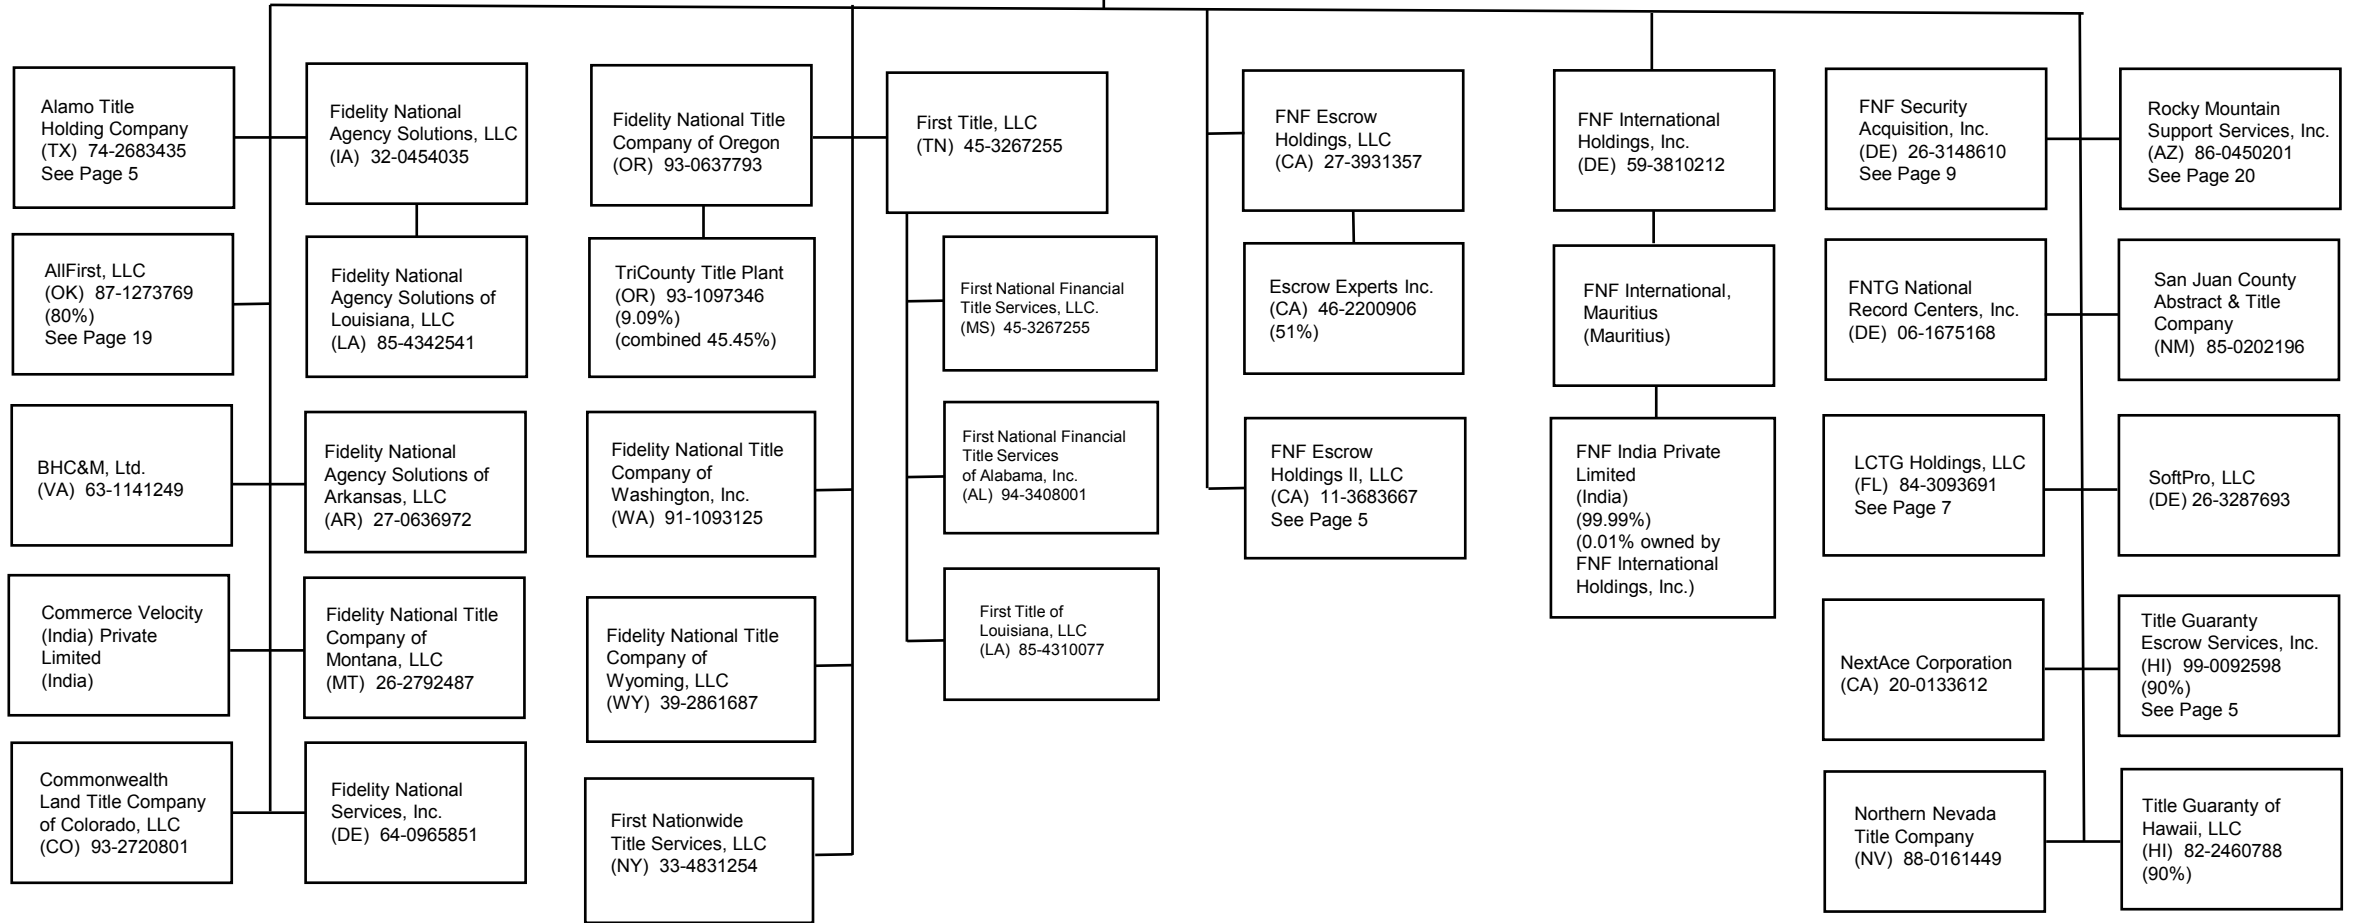 Alamo Title
Holding Company
(TX) 74-2683435
See Page 5
AllFirst, LLC
(OK) 87-1273769
(80%)
See Page 19
BHC&M, Ltd.
(VA) 63-1141249
Commerce Velocity
(India) Private
Limited
(India)
Commonwealth
Land Title Company
of Colorado, LLC
(CO) 93-2720801
Fidelity National
Agency Solutions, LLC
(IA) 32-0454035
Fidelity National
Agency Solutions of
Louisiana, LLC
(LA) 85-4342541
Fidelity National
Agency Solutions of
Arkansas, LLC
(AR) 27-0636972
Fidelity National Title
Company of
Montana, LLC
(MT) 26-2792487
Fidelity National
Services, Inc.
(DE) 64-0965851
Fidelity National Title
Company of Oregon
(OR) 93-0637793
TriCounty Title Plant
(OR) 93-1097346
(9.09%)
(combined 45.45%)
Fidelity National Title
Company of
Washington, Inc.
(WA) 91-1093125
Fidelity National Title
Company of
Wyoming, LLC
(WY) 39-2861687
First Nationwide
Title Services, LLC
(NY) 33-4831254
First Title, LLC
(TN) 45-3267255
First National Financial
Title Services, LLC.
(MS) 45-3267255
First National Financial
Title Services
of Alabama, Inc.
(AL) 94-3408001
First Title of
Louisiana, LLC
(LA) 85-4310077
FNF Escrow
Holdings, LLC
(CA) 27-3931357
Escrow Experts Inc.
(CA) 46-2200906
(51%)
FNF Escrow
Holdings II, LLC
(CA) 11-3683667
See Page 5
FNF International
Holdings, Inc.
(DE) 59-3810212
FNF International,
Mauritius
(Mauritius)
FNF India Private
Limited
(India)
(99.99%)
(0.01% owned by
FNF International
Holdings, Inc.)
FNF Security
Acquisition, Inc.
(DE) 26-3148610
See Page 9
FNTG National
Record Centers, Inc.
(DE) 06-1675168
LCTG Holdings, LLC
(FL) 84-3093691
See Page 7
NextAce Corporation
(CA) 20-0133612
Northern Nevada
Title Company
(NV) 88-0161449
Rocky Mountain
Support Services, Inc.
(AZ) 86-0450201
See Page 20
San Juan County
Abstract & Title
Company
(NM) 85-0202196
SoftPro, LLC
(DE) 26-3287693
Title Guaranty
Escrow Services, Inc.
(HI) 99-0092598
(90%)
See Page 5
Title Guaranty of
Hawaii, LLC
(HI) 82-2460788
(90%)